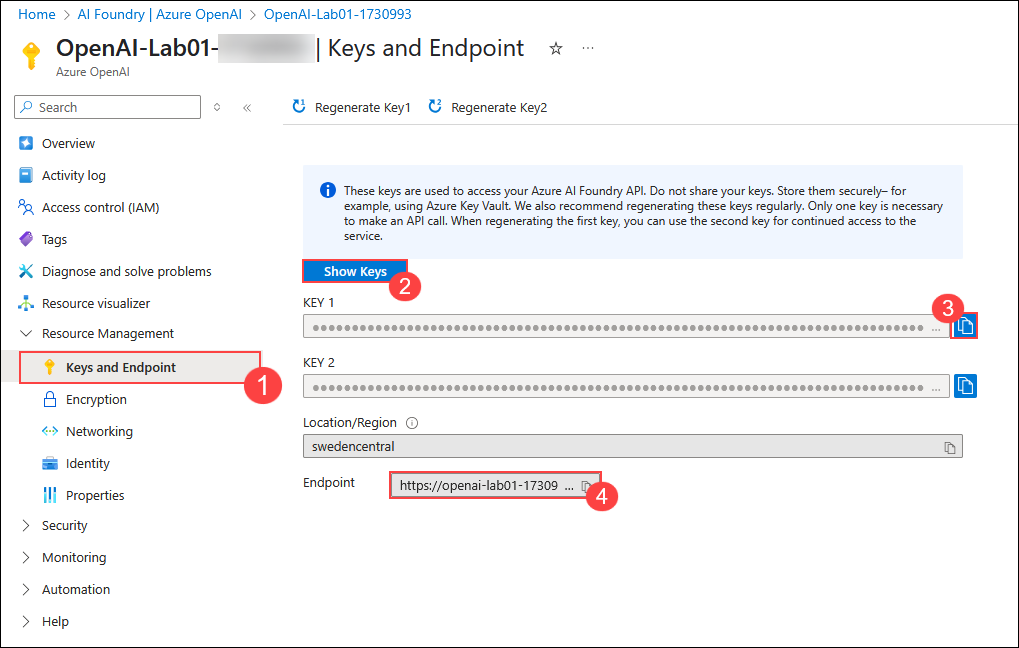 Home > AI Foundry | Azure OpenAI > OpenAI-Lab01-1730993
OpenAI-Lab01- | Keys and Endpoint ☆ ...
Azure OpenAI
Search
Regenerate Key1 Regenerate Key2
Overview
Activity log
Access control (IAM)
Tags
Diagnose and solve problems
Resource visualizer
Resource Management
Keys and Endpoint
1
Encryption
Networking
Identity
Properties
Security
Monitoring
Automation
Help
These keys are used to access your Azure AI Foundry API. Do not share your keys. Store them securely– for
example, using Azure Key Vault. We also recommend regenerating these keys regularly. Only one key is necessary
to make an API call. When regenerating the first key, you can use the second key for continued access to the
service.
Show Keys
2
KEY 1
3
...
KEY 2
...
Location/Region
swedencentral
Endpoint
https://openai-lab01-17309 ...
4